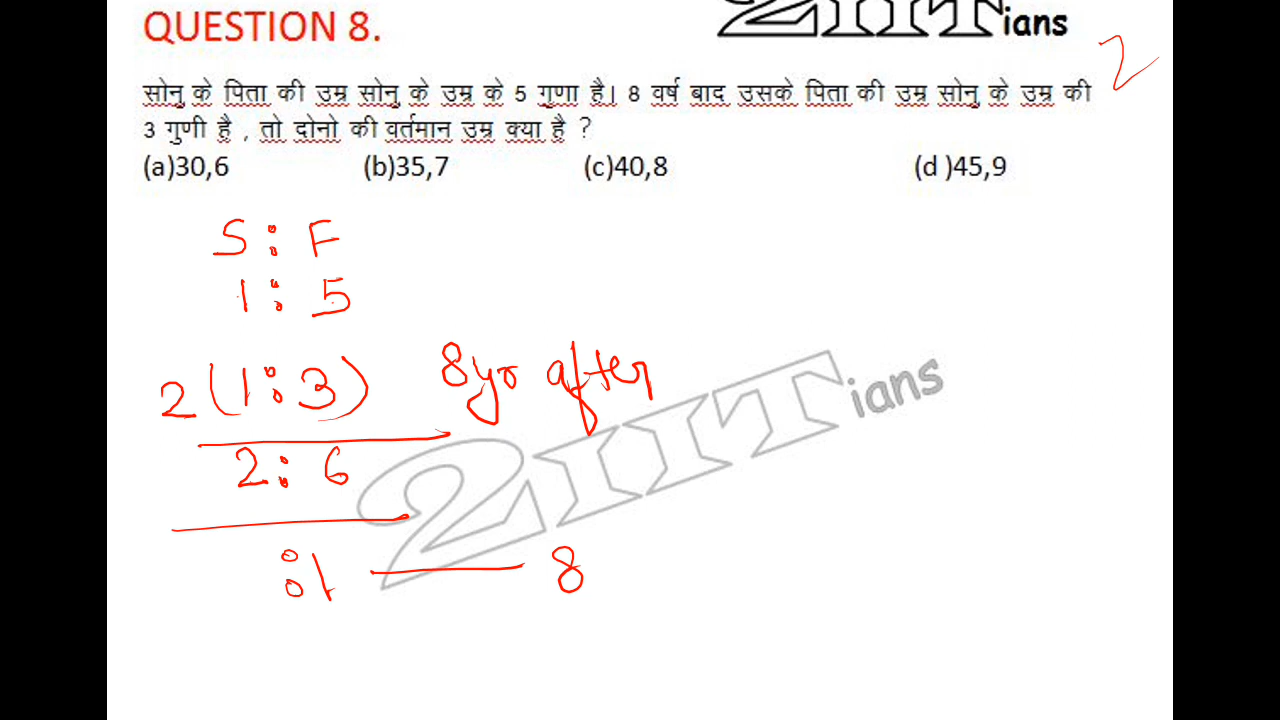 QUESTION 8.
2IITians
2
सोनु के पिता की उम्र सोनु के उम्र के 5 गुणा है। 8 वर्ष बाद उसके पिता की उम्र सोनु के उम्र की
3 गुणी है , तो दोनो की वर्तमान उम्र क्या है ?
(a)30,6 (b)35,7 (c)40,8 (d )45,9
S : F
1 : 5
2 (1 : 3) 8yr after
2 : 6
: 1 — 8
2IITians